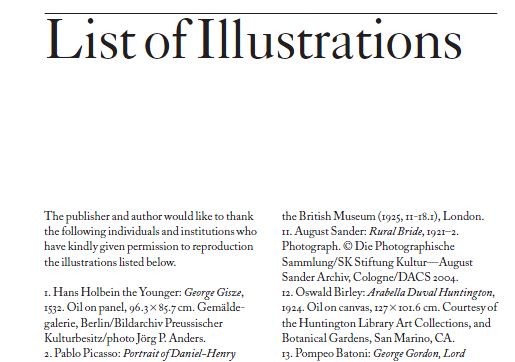 List of Illustrations
The publisher and author would like to thank
the following individuals and institutions who
have kindly given permission to reproduction
the illustrations listed below.
1. Hans Holbein the Younger: George Gisze,
1532. Oil on panel, 96.3 × 85.7 cm. Gemälde-
galerie, Berlin/Bildarchiv Preussischer
Kulturbesitz/photo Jörg P. Anders.
2. Pablo Picasso: Portrait of Daniel-Henry
the British Museum (1925, 11-18.1), London.
11. August Sander: Rural Bride, 1921–2.
Photograph. © Die Photographische
Sammlung/SK Stiftung Kultur—August
Sander Archiv, Cologne/DACS 2004.
12. Oswald Birley: Arabella Duval Huntington,
1924. Oil on canvas, 127 × 101.6 cm. Courtesy of
the Huntington Library Art Collections, and
Botanical Gardens, San Marino, CA.
13. Pompeo Batoni: George Gordon, Lord